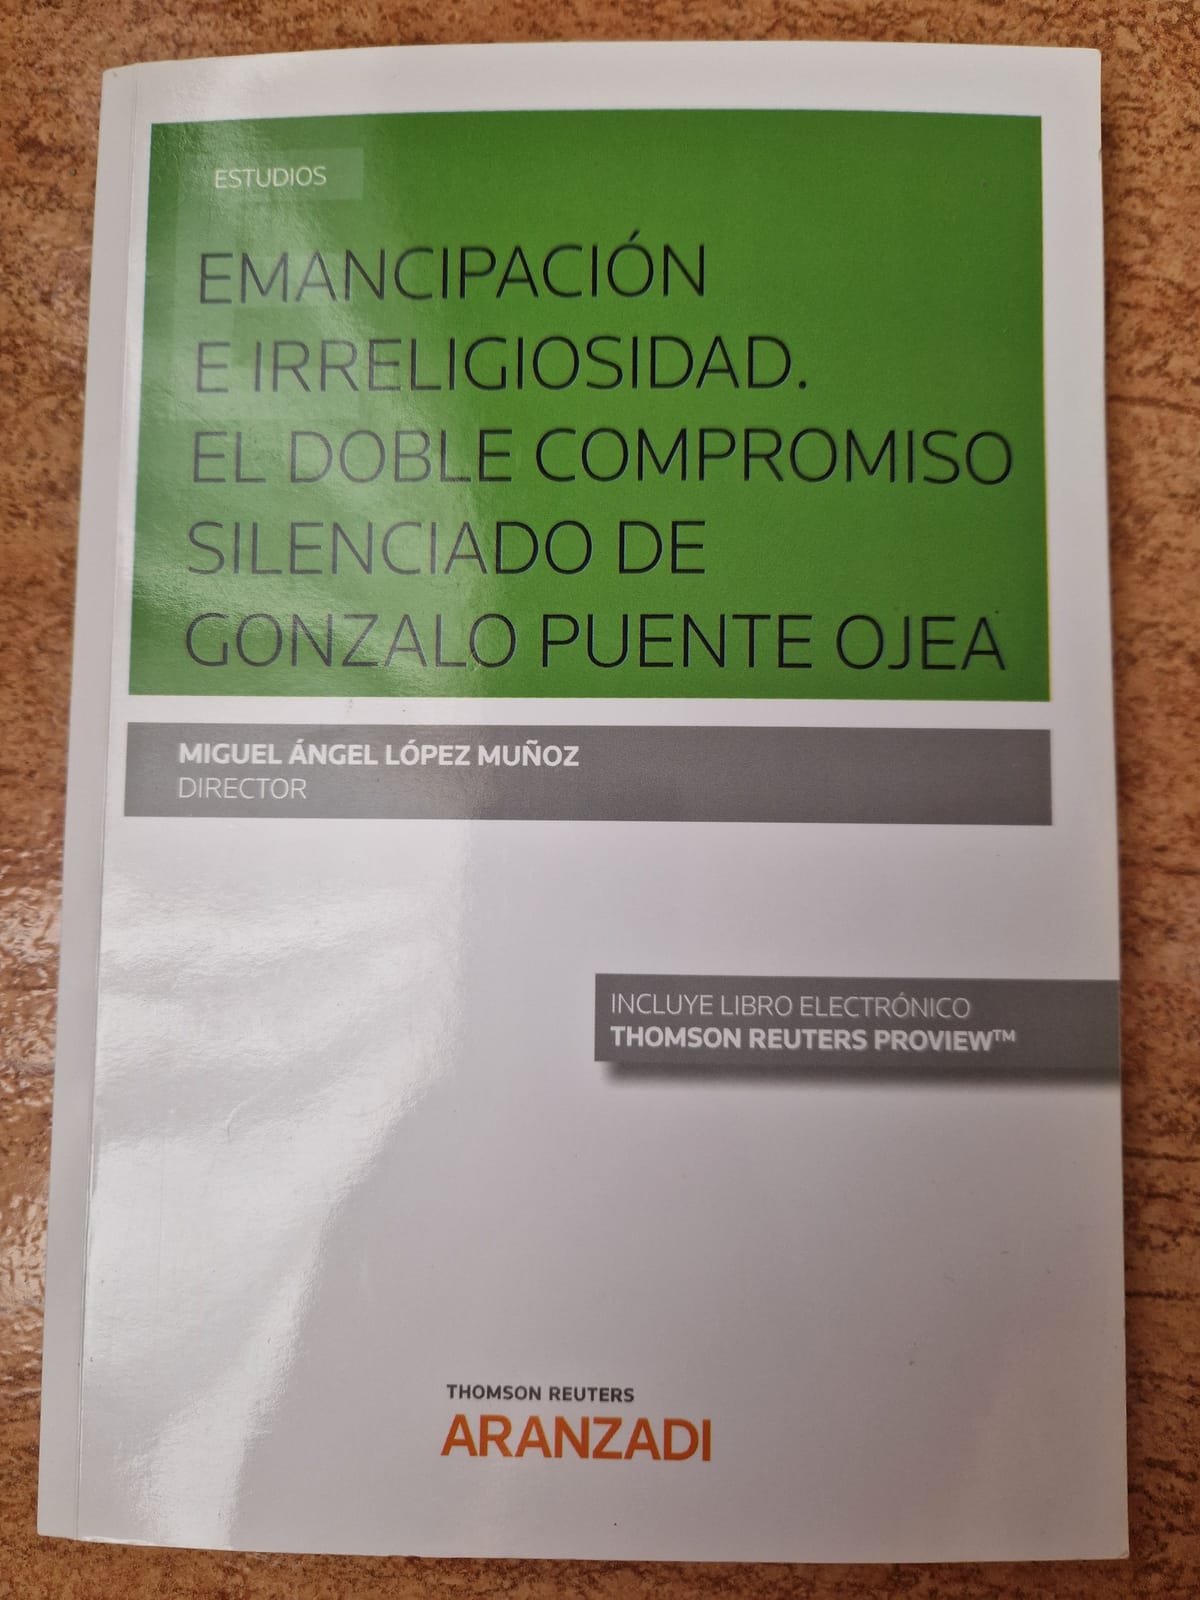 ESTUDIOS
EMANCIPACIÓN
E IRRELIGIOSIDAD.
EL DOBLE COMPROMISO
SILENCIADO DE
GONZALO PUENTE OJEA
MIGUEL ÁNGEL LÓPEZ MUÑOZ
DIRECTOR
INCLUYE LIBRO ELECTRÓNICO
THOMSON REUTERS PROVIEW™
THOMSON REUTERS
ARANZADI